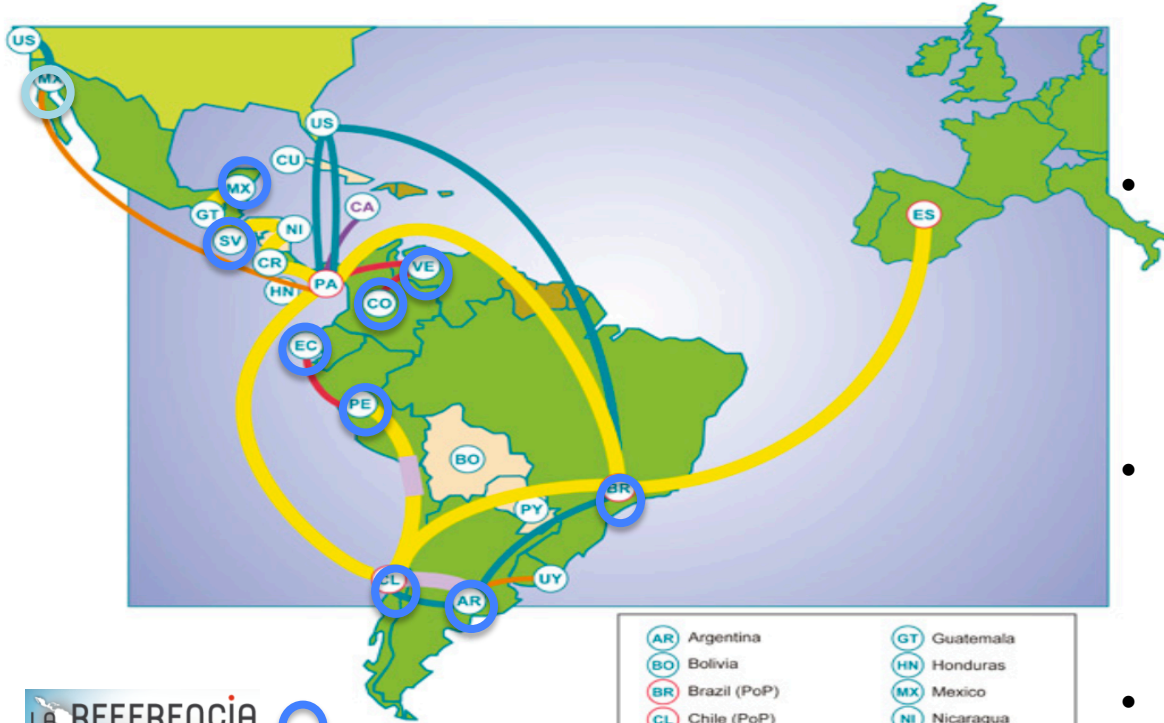 US
MX
US
CU
MX
CA
GT
NI
SV
ES
CR
VE
HN
PA
CO
EC
PE
BO
BR
PY
CL
UY
AR
AR Argentina
BO Bolivia
BR Brazil (PoP)
CL Chile (PoP)
GT Guatemala
HN Honduras
MX Mexico
NI Nicaragua
LA REFERENCIA